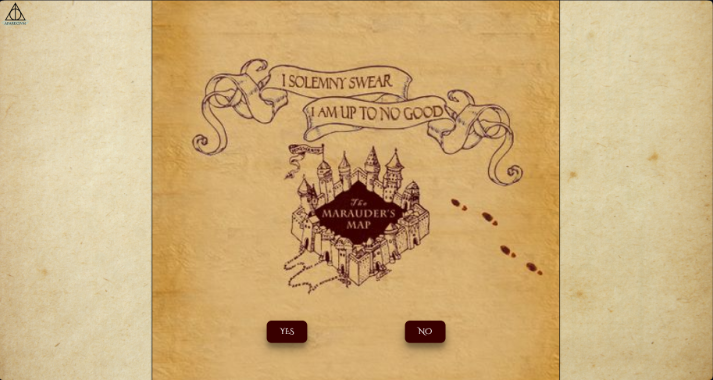 I SOLEMNY SWEAR
I AM UP TO NO GOOD
The
MARAUDER'S
MAP
YES
NO